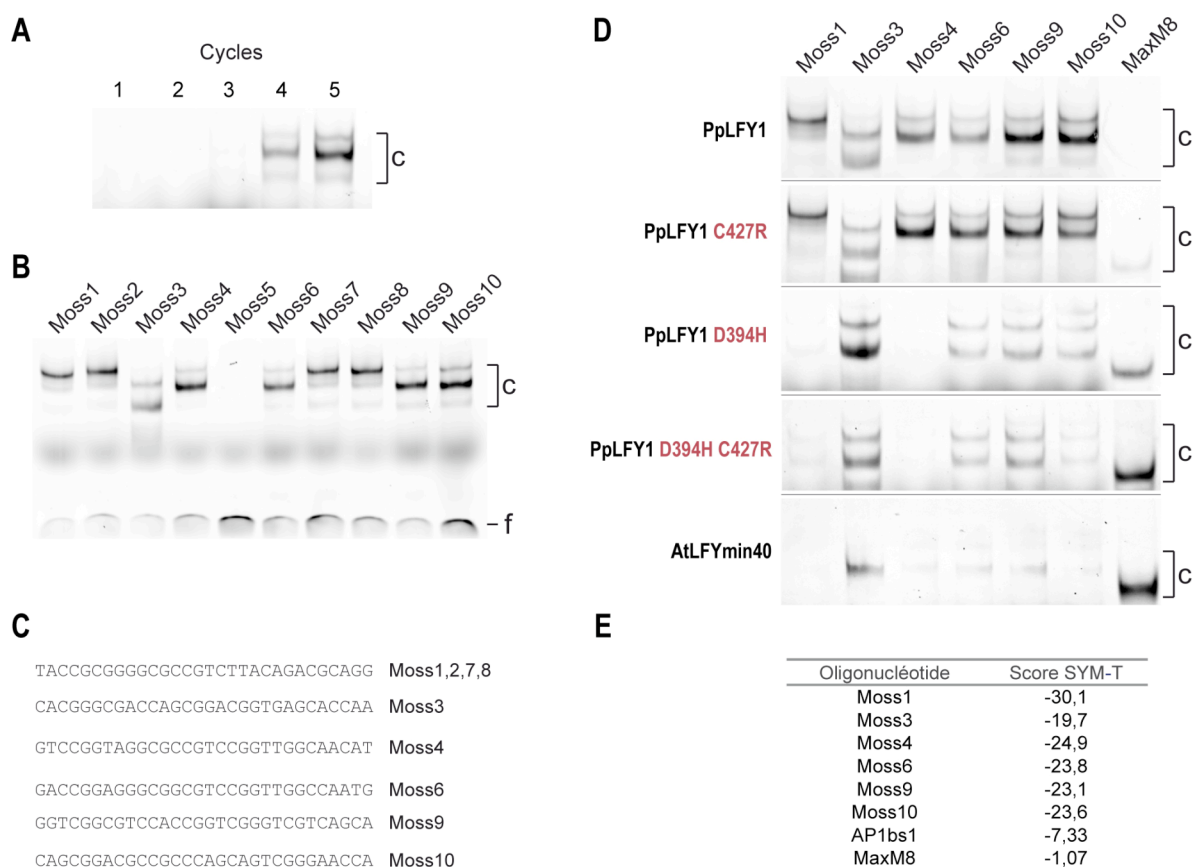 A
Cycles
1 2 3 4 5
C
B
Moss1 Moss2 Moss3 Moss4 Moss5 Moss6 Moss7 Moss8 Moss9 Moss10
C
f
C
TACCGCGGGGCGCCGTCTTACAGACGCAGG Moss1,2,7,8
CACGGGCGACCAGCGGACGGTGAGCACCAA Moss3
GTCCGGTAGGCGCCGTCCGGTTGGCAACAT Moss4
GACCGGAGGGCGGCGTCCGGTTGGCCAATG Moss6
GGTCGGCGTCCACCGGTCGGGTCGTCAGCA Moss9
CAGCGGACGCCGCCCAGCAGTCGGGAACCA Moss10
D
Moss1 Moss3 Moss4 Moss6 Moss9 Moss10 MaxM8
PpLFY1 C
PpLFY1 C427R C
PpLFY1 D394H C
PpLFY1 D394H C427R C
AtLFYmin40 C
E
Oligonucléotide Score SYM-T
Moss1 -30,1
Moss3 -19,7
Moss4 -24,9
Moss6 -23,8
Moss9 -23,1
Moss10 -23,6
AP1bs1 -7,33
MaxM8 -1,07